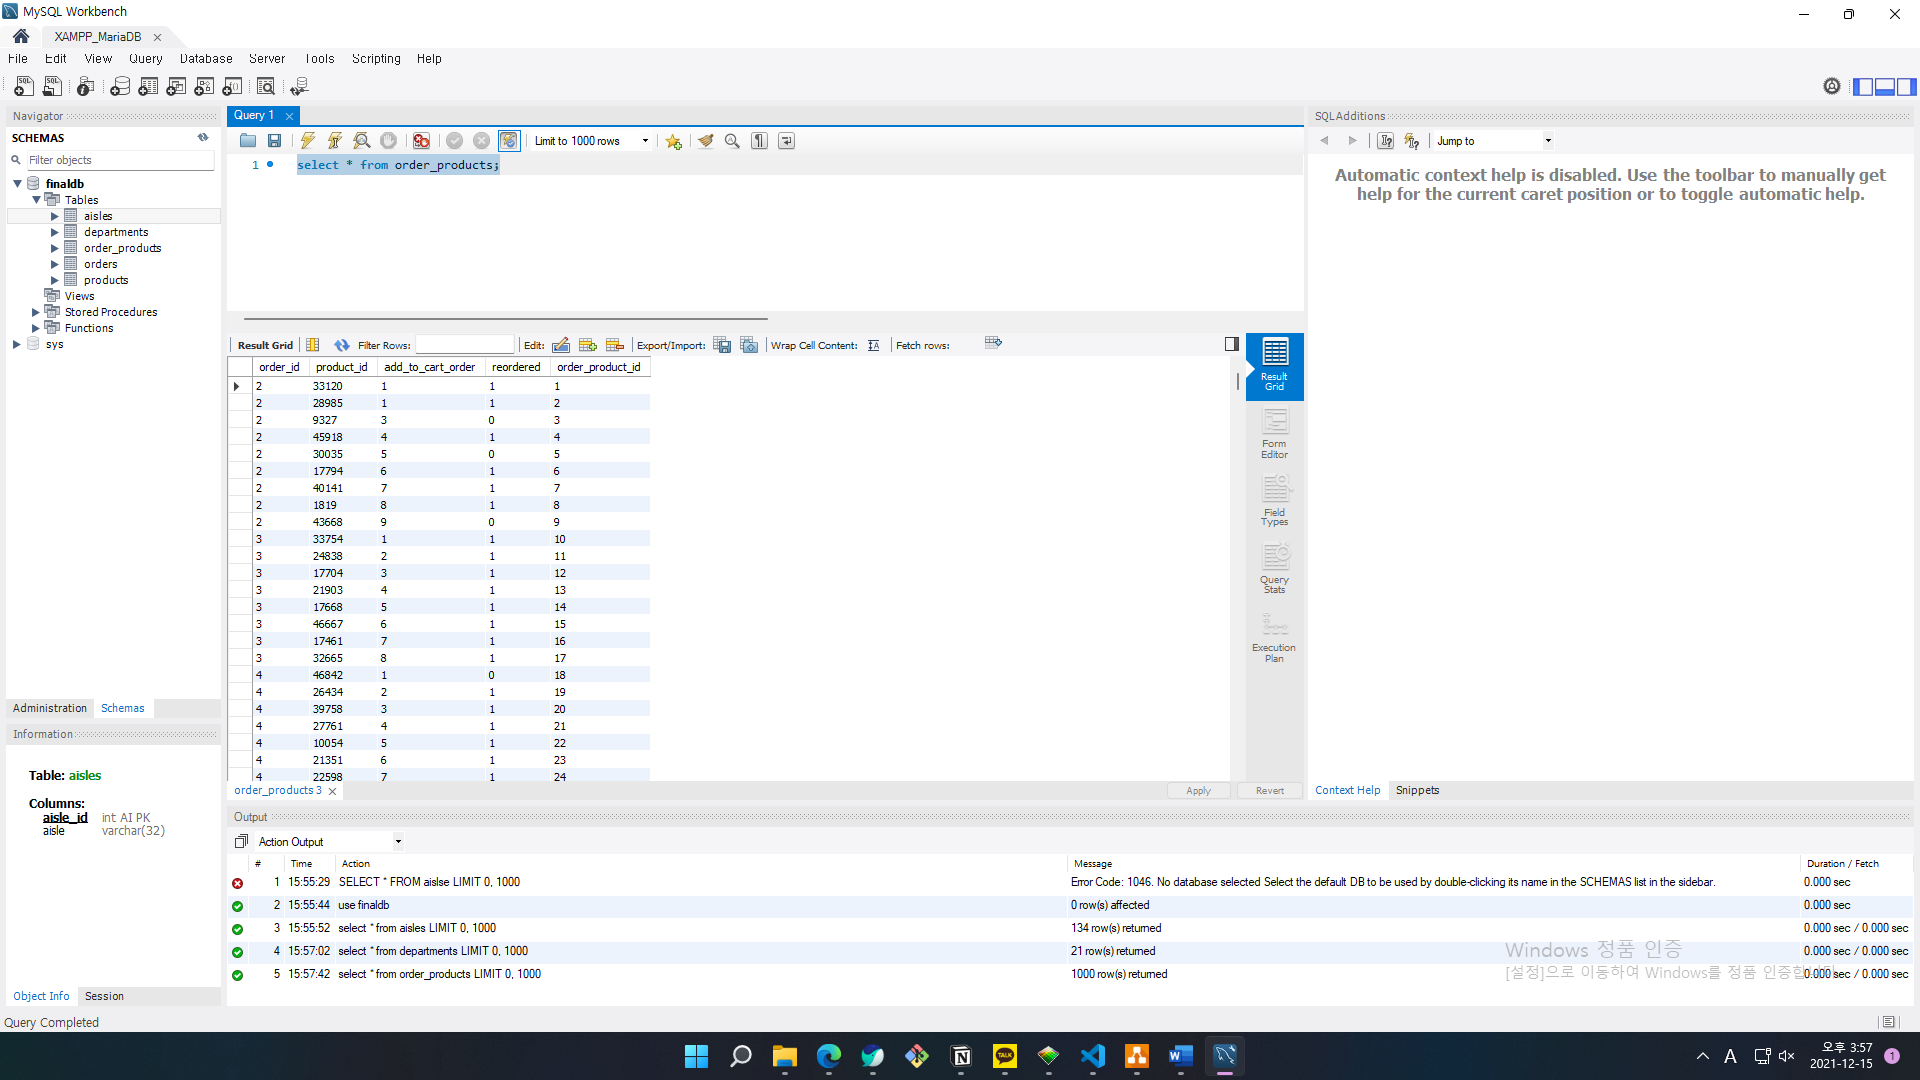 MySQL Workbench
XAMPP_MariaDB
File Edit View Query Database Server Tools Scripting Help
Navigator
SCHEMAS
Filter objects
finaldb
Tables
aisles
departments
order_products
orders
products
Views
Stored Procedures
Functions
sys
Administration Schemas
Information
Table: aisles
Columns:
aisle_id int AI PK
aisle varchar(32)
Object Info Session
Query Completed
Query 1
Limit to 1000 rows
1 select * from order_products;
Result Grid Filter Rows: Edit: Export/Import: Wrap Cell Content: Fetch rows:
order_id product_id add_to_cart_order reordered order_product_id
2 33120 1 1 1
2 28985 1 1 2
2 9327 3 0 3
2 45918 4 1 4
2 30035 5 0 5
2 17794 6 1 6
2 40141 7 1 7
2 1819 8 1 8
2 43668 9 0 9
3 33754 1 1 10
3 24838 2 1 11
3 17704 3 1 12
3 21903 4 1 13
3 17668 5 1 14
3 46667 6 1 15
3 17461 7 1 16
3 32665 8 1 17
4 46842 1 0 18
4 26434 2 1 19
4 39758 3 1 20
4 27761 4 1 21
4 10054 5 1 22
4 21351 6 1 23
4 22598 7 1 24
Result Grid
Form Editor
Field Types
Query Stats
Execution Plan
order_products 3
Apply Revert
SQLAdditions
Jump to
Automatic context help is disabled. Use the toolbar to manually get
help for the current caret position or to toggle automatic help.
Context Help Snippets
Output
Action Output
# Time Action Message Duration / Fetch
1 15:55:29 SELECT * FROM aislse LIMIT 0, 1000 Error Code: 1046. No database selected Select the default DB to be used by double-clicking its name in the SCHEMAS list in the sidebar. 0.000 sec
2 15:55:44 use finaldb 0 row(s) affected 0.000 sec
3 15:55:52 select * from aisles LIMIT 0, 1000 134 row(s) returned 0.000 sec / 0.000 sec
4 15:57:02 select * from departments LIMIT 0, 1000 21 row(s) returned 0.000 sec / 0.000 sec
5 15:57:42 select * from order_products LIMIT 0, 1000 1000 row(s) returned 0.000 sec / 0.000 sec
Windows 정품 인증
[설정]으로 이동하여 Windows를 정품 인증합
TALK
A
오후 3:57
2021-12-15
1